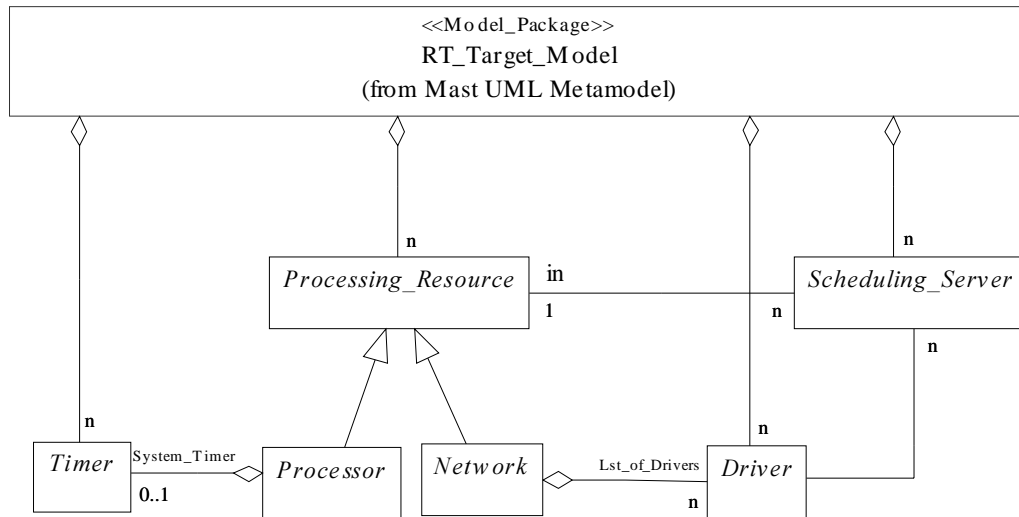 <<Model_Package>>
RT_Target_Model
(from Mast UML Metamodel)
n
n
Processing_Resource
in
1
n
Scheduling_Server
n
n
n
Timer
System_Timer
0..1
Processor
Network
Lst_of_Drivers
n
Driver